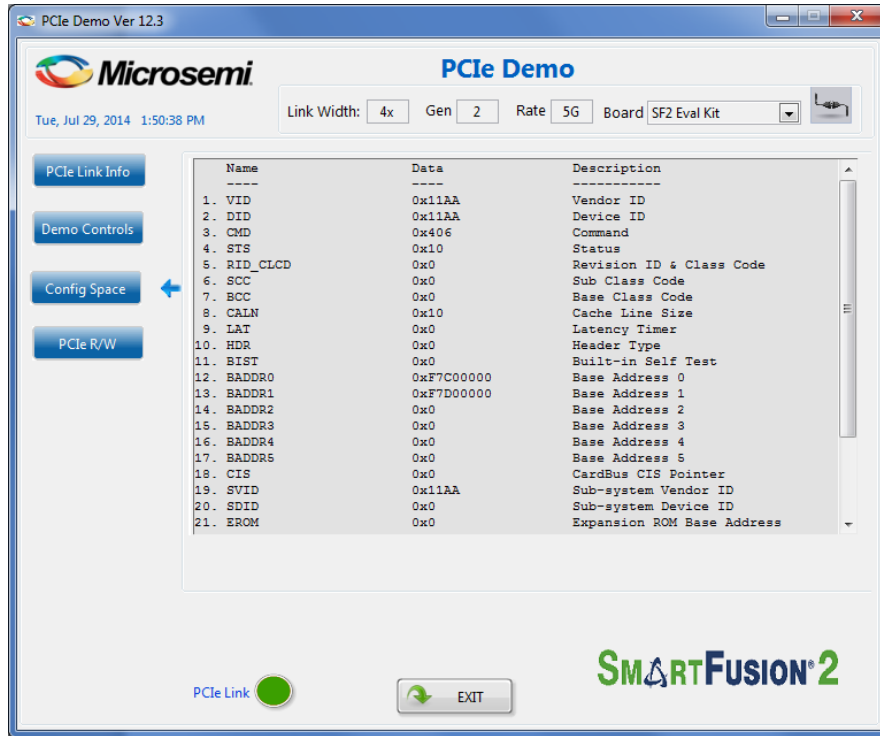 PCIe Demo Ver 12.3
Microsemi
PCIe Demo
Tue, Jul 29, 2014 1:50:38 PM
Link Width: 4x Gen 2 Rate 5G Board SF2 Eval Kit
PCIe Link Info
Demo Controls
Config Space
PCIe R/W
Name Data Description
---- ---- -----------
1. VID 0x11AA Vendor ID
2. DID 0x11AA Device ID
3. CMD 0x406 Command
4. STS 0x10 Status
5. RID_CLCD 0x0 Revision ID & Class Code
6. SCC 0x0 Sub Class Code
7. BCC 0x0 Base Class Code
8. CALN 0x10 Cache Line Size
9. LAT 0x0 Latency Timer
10. HDR 0x0 Header Type
11. BIST 0x0 Built-in Self Test
12. BADDR0 0xF7C00000 Base Address 0
13. BADDR1 0xF7D00000 Base Address 1
14. BADDR2 0x0 Base Address 2
15. BADDR3 0x0 Base Address 3
16. BADDR4 0x0 Base Address 4
17. BADDR5 0x0 Base Address 5
18. CIS 0x0 CardBus CIS Pointer
19. SVID 0x11AA Sub-system Vendor ID
20. SDID 0x0 Sub-system Device ID
21. EROM 0x0 Expansion ROM Base Address
PCIe Link
EXIT
SMARTFUSION® 2